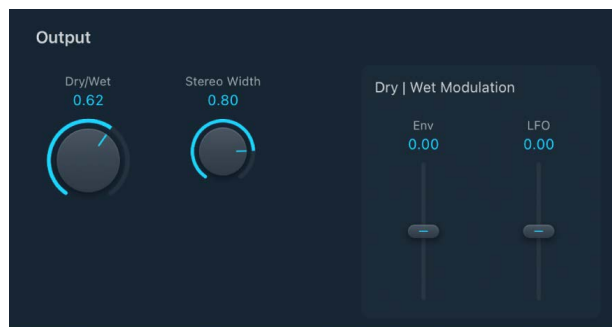 Output
Dry/Wet
0.62
Stereo Width
0.80
Dry | Wet Modulation
Env
0.00
LFO
0.00